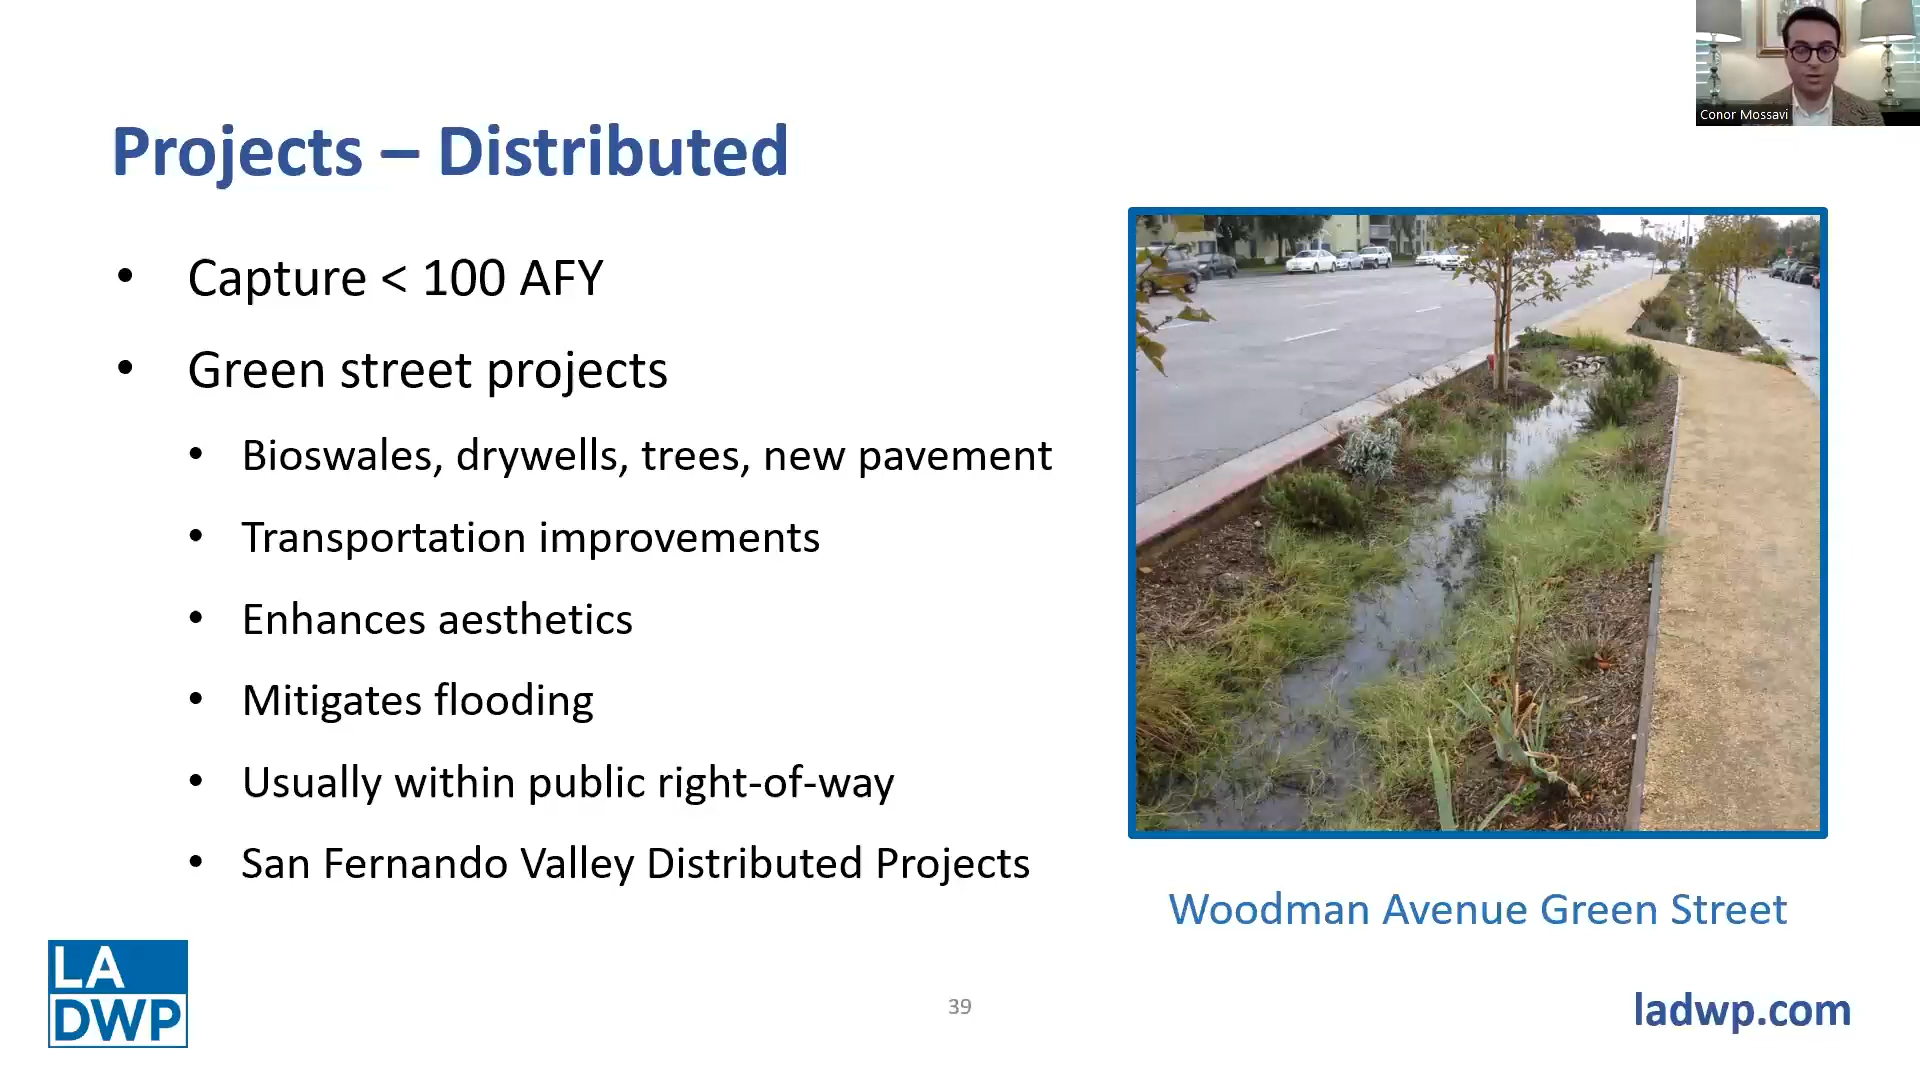 Conor Mossavi
Projects – Distributed
• Capture < 100 AFY
• Green street projects
• Bioswales, drywells, trees, new pavement
• Transportation improvements
• Enhances aesthetics
• Mitigates flooding
• Usually within public right-of-way
• San Fernando Valley Distributed Projects
Woodman Avenue Green Street
LA
DWP
39
ladwp.com